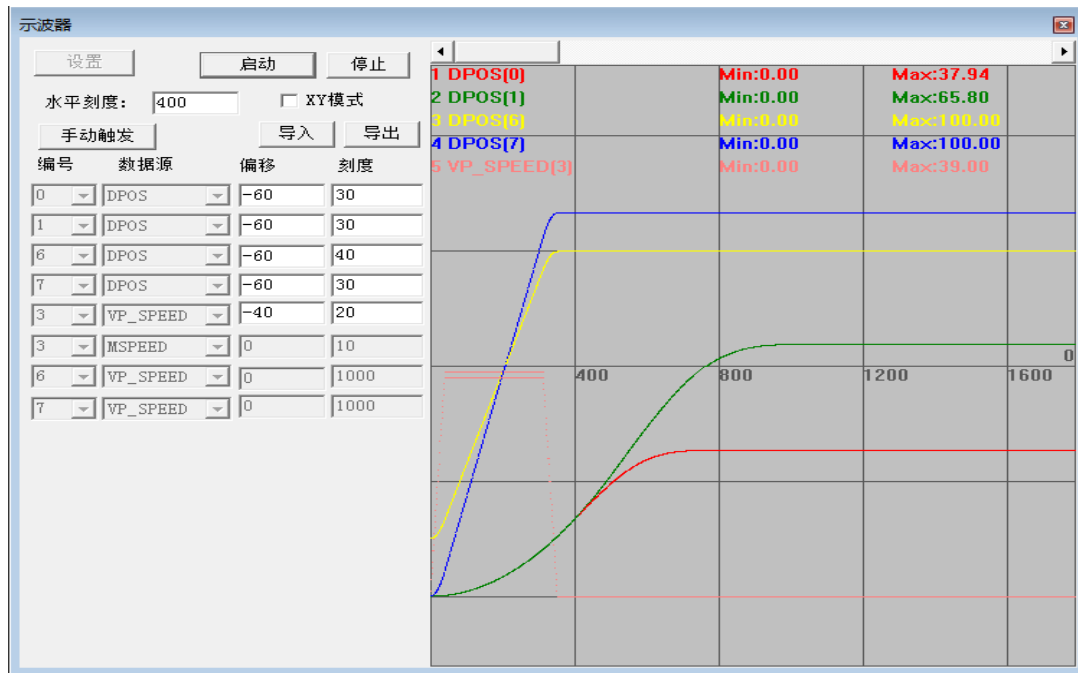 示波器
设置 启动 停止
水平刻度： 400 XY模式
手动触发 导入 导出
编号 数据源 偏移 刻度
0 DPOS -60 30
1 DPOS -60 30
6 DPOS -60 40
7 DPOS -60 30
3 VP_SPEED -40 20
3 MSPEED 0 10
6 VP_SPEED 0 1000
7 VP_SPEED 0 1000
1 DPOS(0) Min:0.00 Max:37.94
2 DPOS(1) Min:0.00 Max:65.80
3 DPOS(6) Min:0.00 Max:100.00
4 DPOS(7) Min:0.00 Max:100.00
5 VP_SPEED(3) Min:0.00 Max:39.00
0
400 800 1200 1600